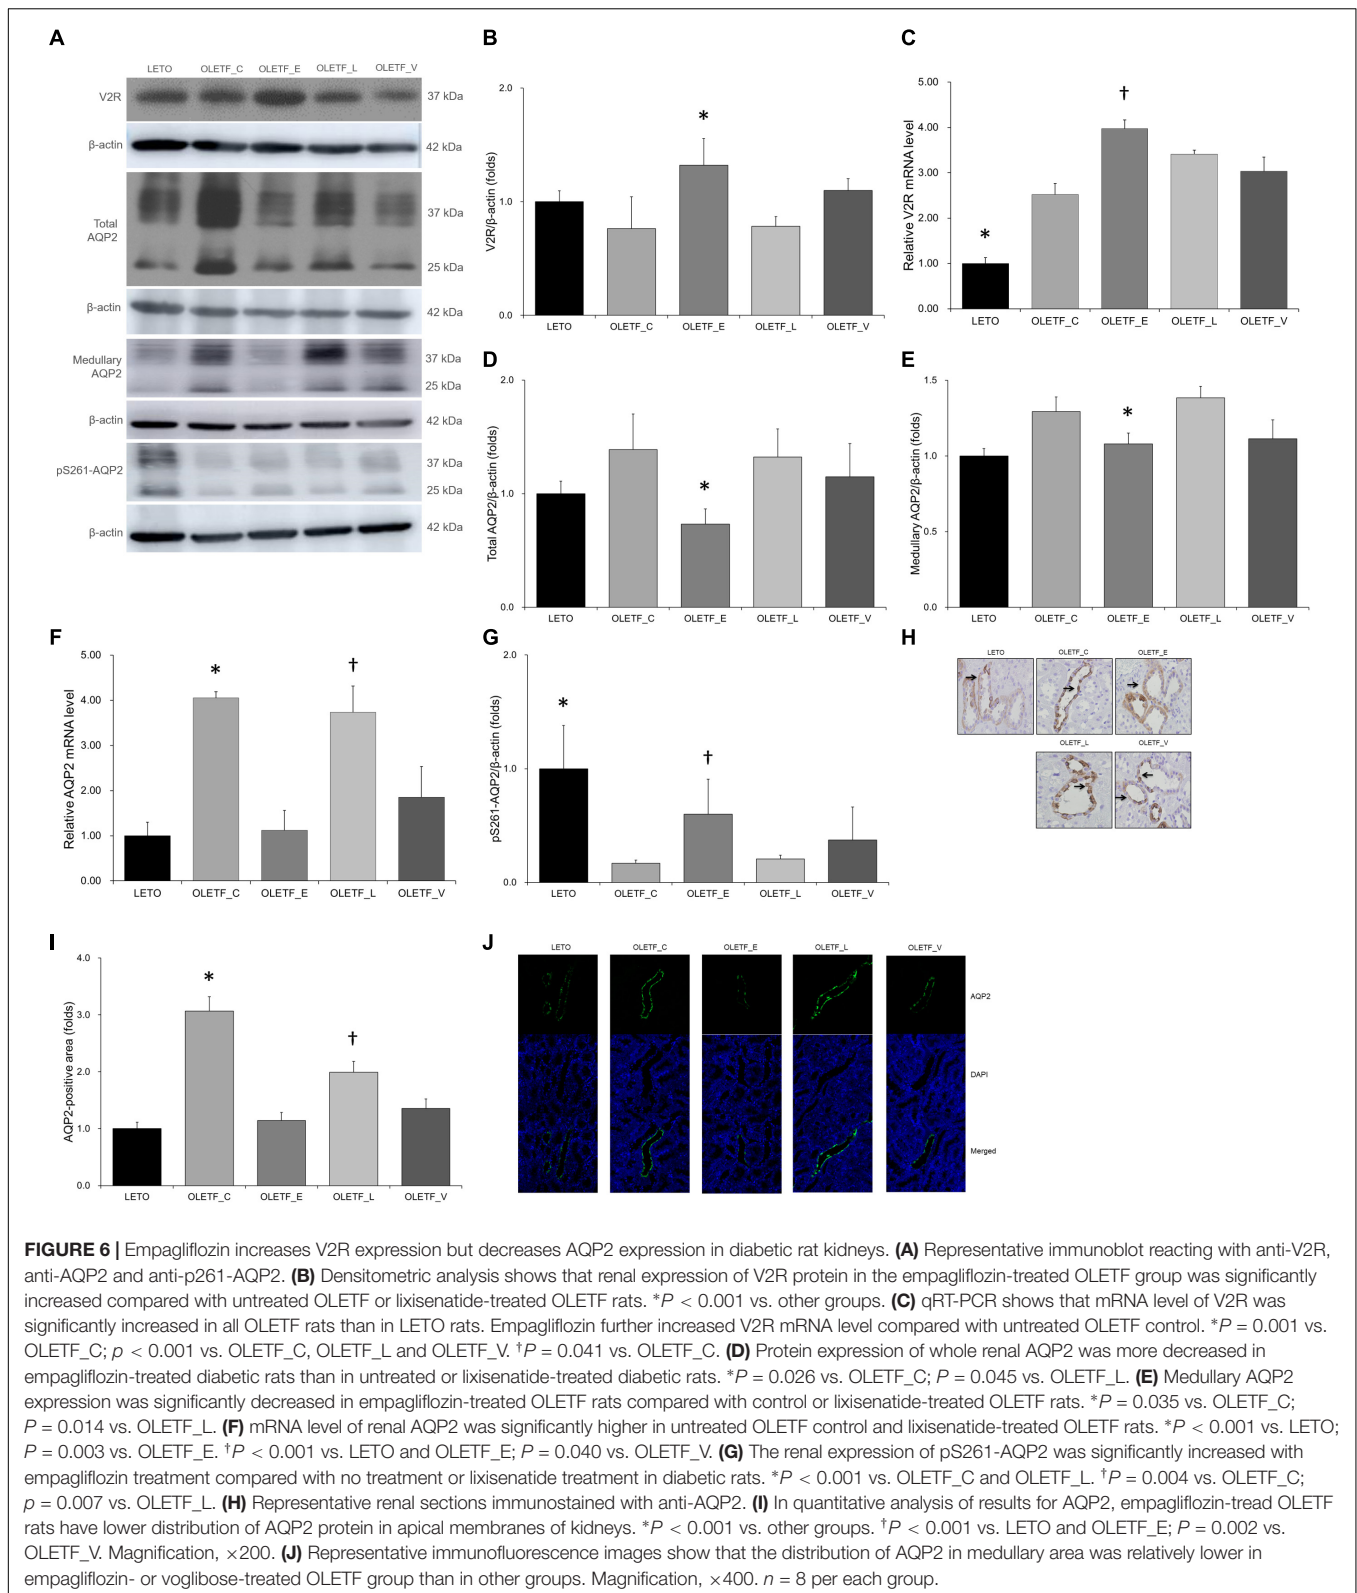 A
LETO OLETF_C OLETF_E OLETF_L OLETF_V
V2R 37 kDa
β-actin 42 kDa
Total AQP2 37 kDa
25 kDa
β-actin 42 kDa
Medullary AQP2 37 kDa
25 kDa
β-actin 42 kDa
pS261-AQP2 37 kDa
25 kDa
β-actin 42 kDa
B
V2R/β-actin (folds)
2.0
1.0
0.0
*
LETO OLETF_C OLETF_E OLETF_L OLETF_V
C
Relative V2R mRNA level
5.00
4.00
3.00
2.00
1.00
0.00
* †
LETO OLETF_C OLETF_E OLETF_L OLETF_V
D
Total AQP2/β-actin (folds)
2.0
1.0
0.0
*
LETO OLETF_C OLETF_E OLETF_L OLETF_V
E
Medullary AQP2/β-actin (folds)
1.5
1.0
0.5
0.0
*
LETO OLETF_C OLETF_E OLETF_L OLETF_V
F
Relative AQP2 mRNA level
5.00
4.00
3.00
2.00
1.00
0.00
* †
LETO OLETF_C OLETF_E OLETF_L OLETF_V
G
pS261-AQP2/β-actin (folds)
2.0
1.0
0.0
* †
LETO OLETF_C OLETF_E OLETF_L OLETF_V
H
LETO OLETF_C OLETF_E
OLETF_L OLETF_V
I
AQP2-positive area (folds)
4.0
3.0
2.0
1.0
0.0
* †
LETO OLETF_C OLETF_E OLETF_L OLETF_V
J
LETO OLETF_C OLETF_E OLETF_L OLETF_V
AQP2
DAPI
Merged
FIGURE 6 | Empagliflozin increases V2R expression but decreases AQP2 expression in diabetic rat kidneys. (A) Representative immunoblot reacting with anti-V2R,
anti-AQP2 and anti-p261-AQP2. (B) Densitometric analysis shows that renal expression of V2R protein in the empagliflozin-treated OLETF group was significantly
increased compared with untreated OLETF or lixisenatide-treated OLETF rats. *P < 0.001 vs. other groups. (C) qRT-PCR shows that mRNA level of V2R was
significantly increased in all OLETF rats than in LETO rats. Empagliflozin further increased V2R mRNA level compared with untreated OLETF control. *P = 0.001 vs.
OLETF_C; p < 0.001 vs. OLETF_C, OLETF_L and OLETF_V. †P = 0.041 vs. OLETF_C. (D) Protein expression of whole renal AQP2 was more decreased in
empagliflozin-treated diabetic rats than in untreated or lixisenatide-treated diabetic rats. *P = 0.026 vs. OLETF_C; P = 0.045 vs. OLETF_L. (E) Medullary AQP2
expression was significantly decreased in empagliflozin-treated OLETF rats compared with control or lixisenatide-treated OLETF rats. *P = 0.035 vs. OLETF_C;
P = 0.014 vs. OLETF_L. (F) mRNA level of renal AQP2 was significantly higher in untreated OLETF control and lixisenatide-treated OLETF rats. *P < 0.001 vs. LETO;
P = 0.003 vs. OLETF_E. †P < 0.001 vs. LETO and OLETF_E; P = 0.040 vs. OLETF_V. (G) The renal expression of pS261-AQP2 was significantly increased with
empagliflozin treatment compared with no treatment or lixisenatide treatment in diabetic rats. *P < 0.001 vs. OLETF_C and OLETF_L. †P = 0.004 vs. OLETF_C;
p = 0.007 vs. OLETF_L. (H) Representative renal sections immunostained with anti-AQP2. (I) In quantitative analysis of results for AQP2, empagliflozin-tread OLETF
rats have lower distribution of AQP2 protein in apical membranes of kidneys. *P < 0.001 vs. other groups. †P < 0.001 vs. LETO and OLETF_E; P = 0.002 vs.
OLETF_V. Magnification, ×200. (J) Representative immunofluorescence images show that the distribution of AQP2 in medullary area was relatively lower in
empagliflozin- or voglibose-treated OLETF group than in other groups. Magnification, ×400. n = 8 per each group.